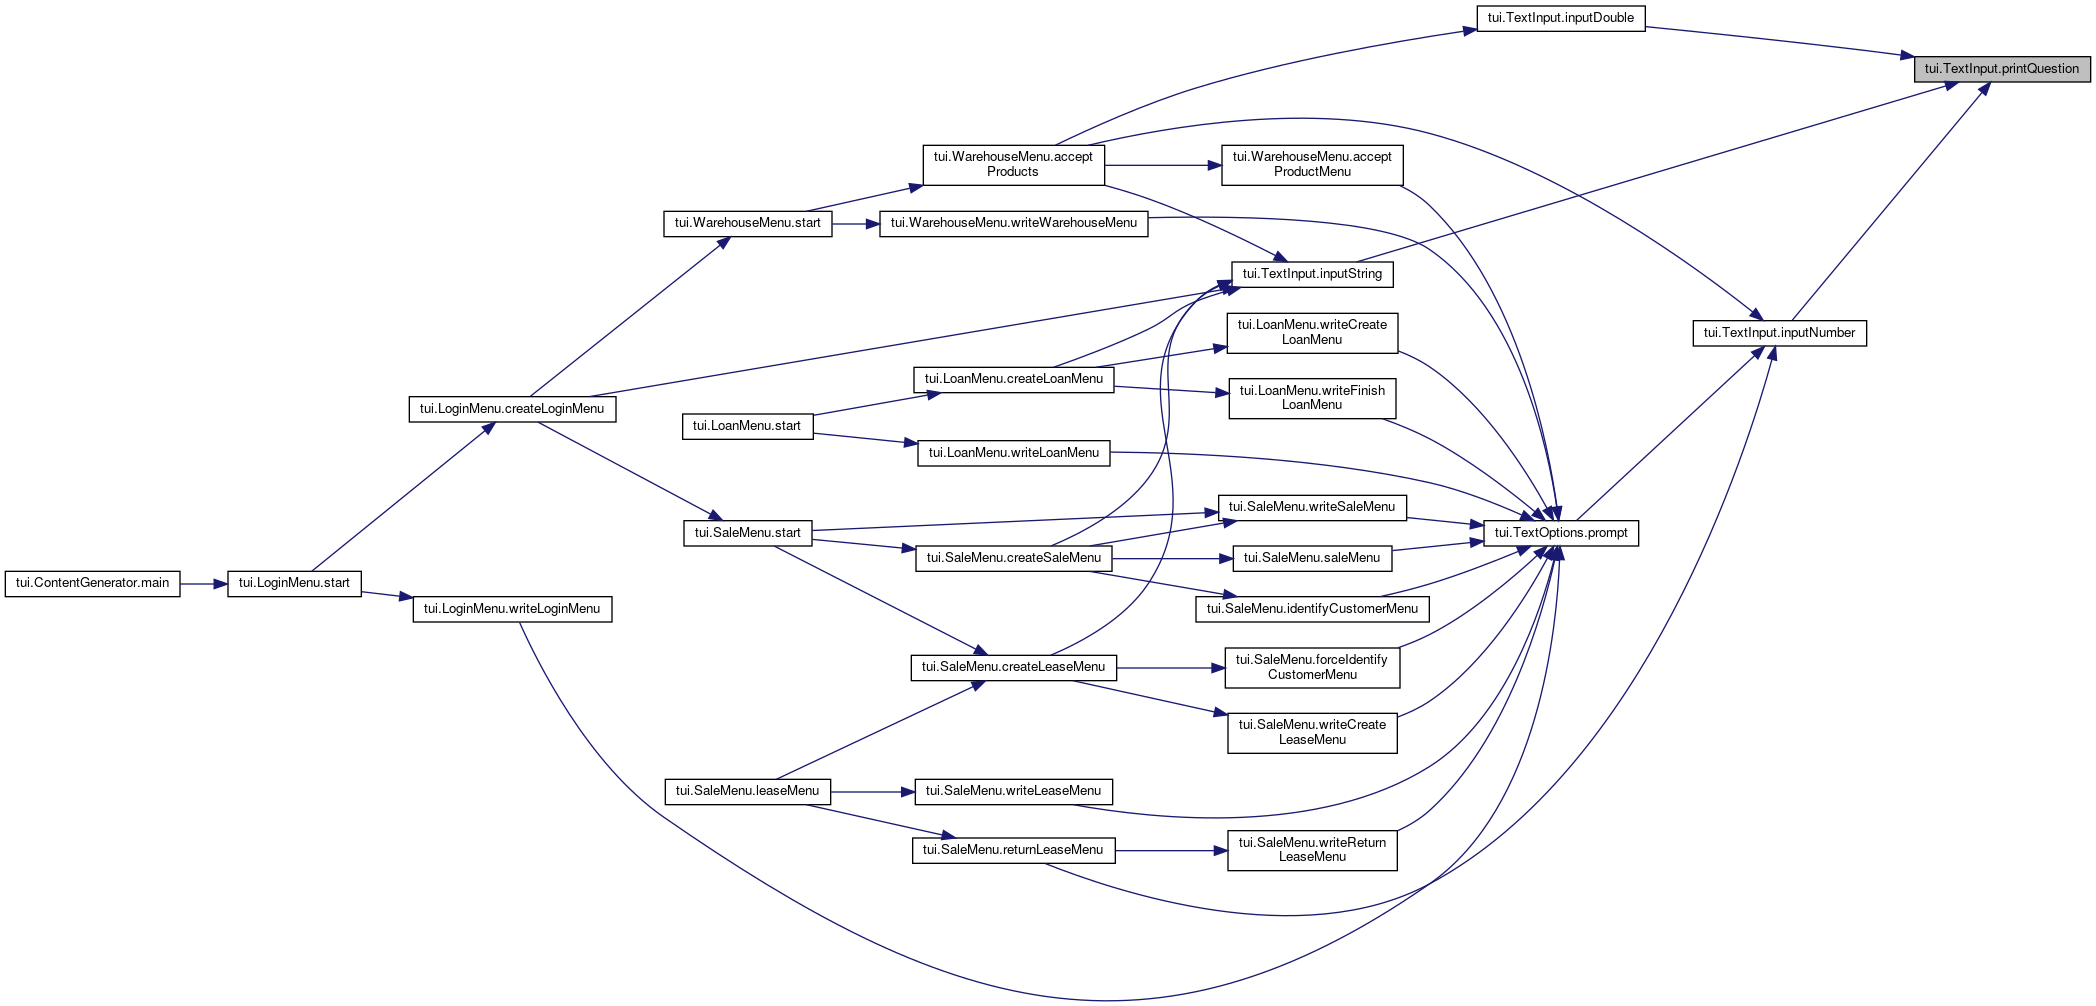 tui.TextInput.inputDouble
tui.TextInput.printQuestion
tui.WarehouseMenu.accept
Products
tui.WarehouseMenu.accept
ProductMenu
tui.WarehouseMenu.start
tui.WarehouseMenu.writeWarehouseMenu
tui.TextInput.inputString
tui.LoanMenu.writeCreate
LoanMenu
tui.TextInput.inputNumber
tui.LoanMenu.createLoanMenu
tui.LoanMenu.writeFinish
LoanMenu
tui.LoginMenu.createLoginMenu
tui.LoanMenu.start
tui.LoanMenu.writeLoanMenu
tui.SaleMenu.writeSaleMenu
tui.SaleMenu.start
tui.TextOptions.prompt
tui.SaleMenu.createSaleMenu
tui.SaleMenu.saleMenu
tui.ContentGenerator.main
tui.LoginMenu.start
tui.LoginMenu.writeLoginMenu
tui.SaleMenu.identifyCustomerMenu
tui.SaleMenu.createLeaseMenu
tui.SaleMenu.forceIdentify
CustomerMenu
tui.SaleMenu.writeCreate
LeaseMenu
tui.SaleMenu.leaseMenu
tui.SaleMenu.writeLeaseMenu
tui.SaleMenu.returnLeaseMenu
tui.SaleMenu.writeReturn
LeaseMenu